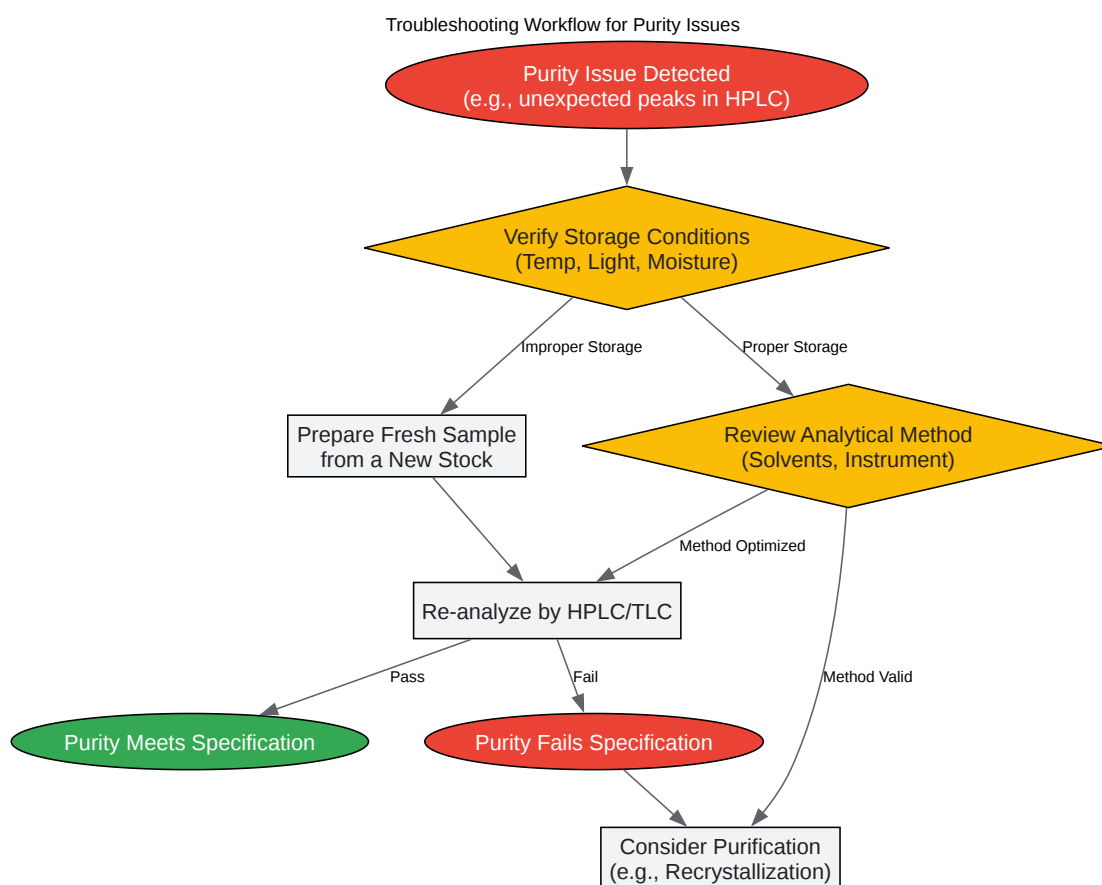 Troubleshooting Workflow for Purity Issues
Purity Issue Detected
(e.g., unexpected peaks in HPLC)
Verify Storage Conditions
(Temp, Light, Moisture)
Improper Storage
Proper Storage
Prepare Fresh Sample
from a New Stock
Review Analytical Method
(Solvents, Instrument)
Method Optimized
Re-analyze by HPLC/TLC
Pass
Fail
Method Valid
Purity Meets Specification
Purity Fails Specification
Consider Purification
(e.g., Recrystallization)